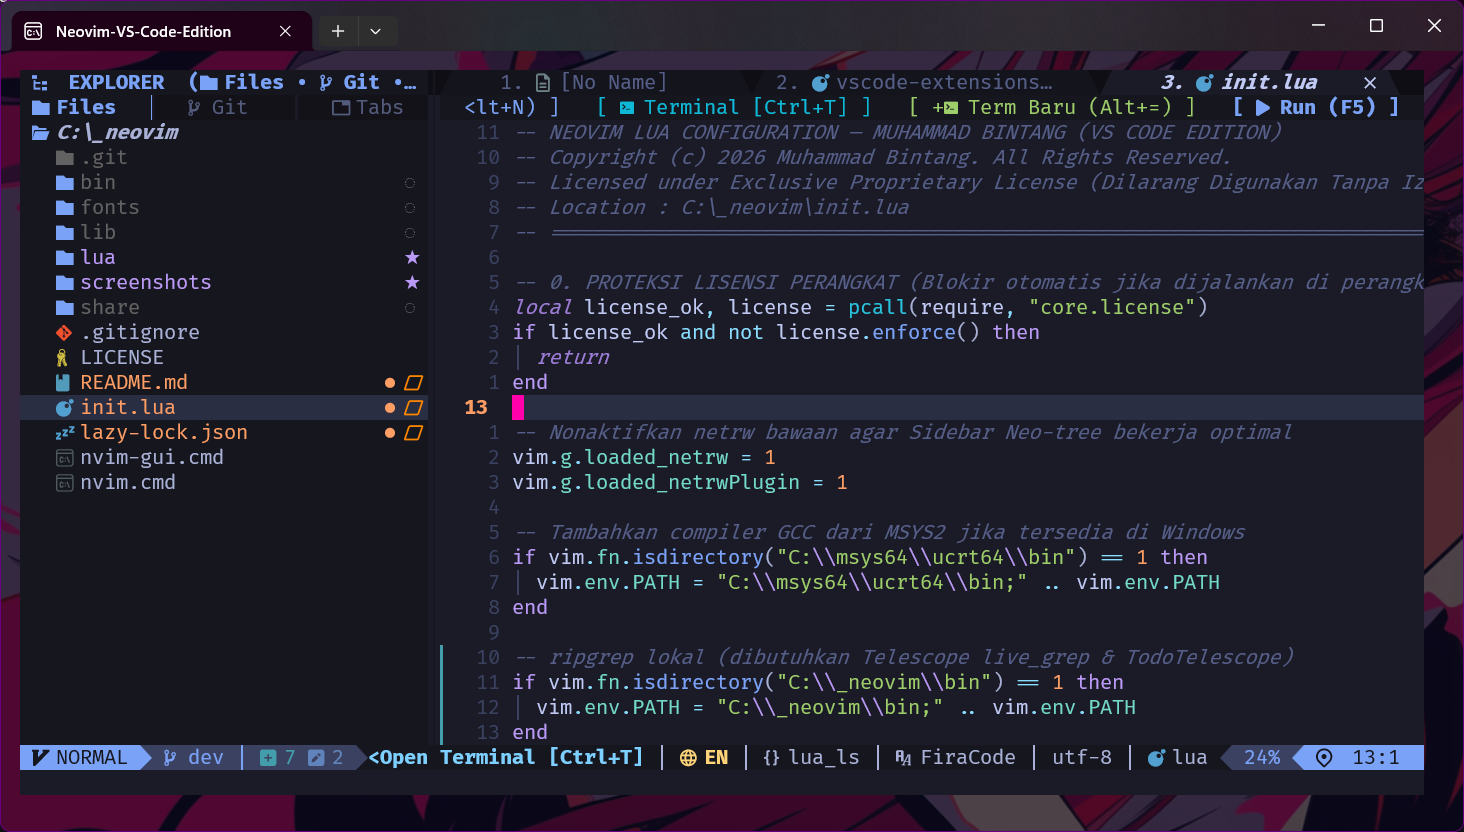 Neovim-VS-Code-Edition
EXPLORER (Files • Git •…
1. [No Name] 2. vscode-extensions… 3. init.lua
Files Git Tabs
<lt+N) ] [ Terminal [Ctrl+T] ] [ + Term Baru (Alt+=) ] [ Run (F5) ]
C:\_neovim
.git
bin
fonts
lib
lua
screenshots
share
.gitignore
LICENSE
README.md
init.lua
lazy-lock.json
nvim-gui.cmd
nvim.cmd
11 -- NEOVIM LUA CONFIGURATION — MUHAMMAD BINTANG (VS CODE EDITION)
10 -- Copyright (c) 2026 Muhammad Bintang. All Rights Reserved.
9 -- Licensed under Exclusive Proprietary License (Dilarang Digunakan Tanpa Iz
8 -- Location : C:\_neovim\init.lua
7 -- ==========================================================================
6
5 -- 0. PROTEKSI LISENSI PERANGKAT (Blokir otomatis jika dijalankan di perangk
4 local license_ok, license = pcall(require, "core.license")
3 if license_ok and not license.enforce() then
2 return
1 end
13
1 -- Nonaktifkan netrw bawaan agar Sidebar Neo-tree bekerja optimal
2 vim.g.loaded_netrw = 1
3 vim.g.loaded_netrwPlugin = 1
4
5 -- Tambahkan compiler GCC dari MSYS2 jika tersedia di Windows
6 if vim.fn.isdirectory("C:\\msys64\\ucrt64\\bin") == 1 then
7 vim.env.PATH = "C:\\msys64\\ucrt64\\bin;" .. vim.env.PATH
8 end
9
10 -- ripgrep lokal (dibutuhkan Telescope live_grep & TodoTelescope)
11 if vim.fn.isdirectory("C:\\_neovim\\bin") == 1 then
12 vim.env.PATH = "C:\\_neovim\\bin;" .. vim.env.PATH
13 end
NORMAL dev 7 2 <Open Terminal [Ctrl+T] EN {} lua_ls FiraCode utf-8 lua 24% 13:1